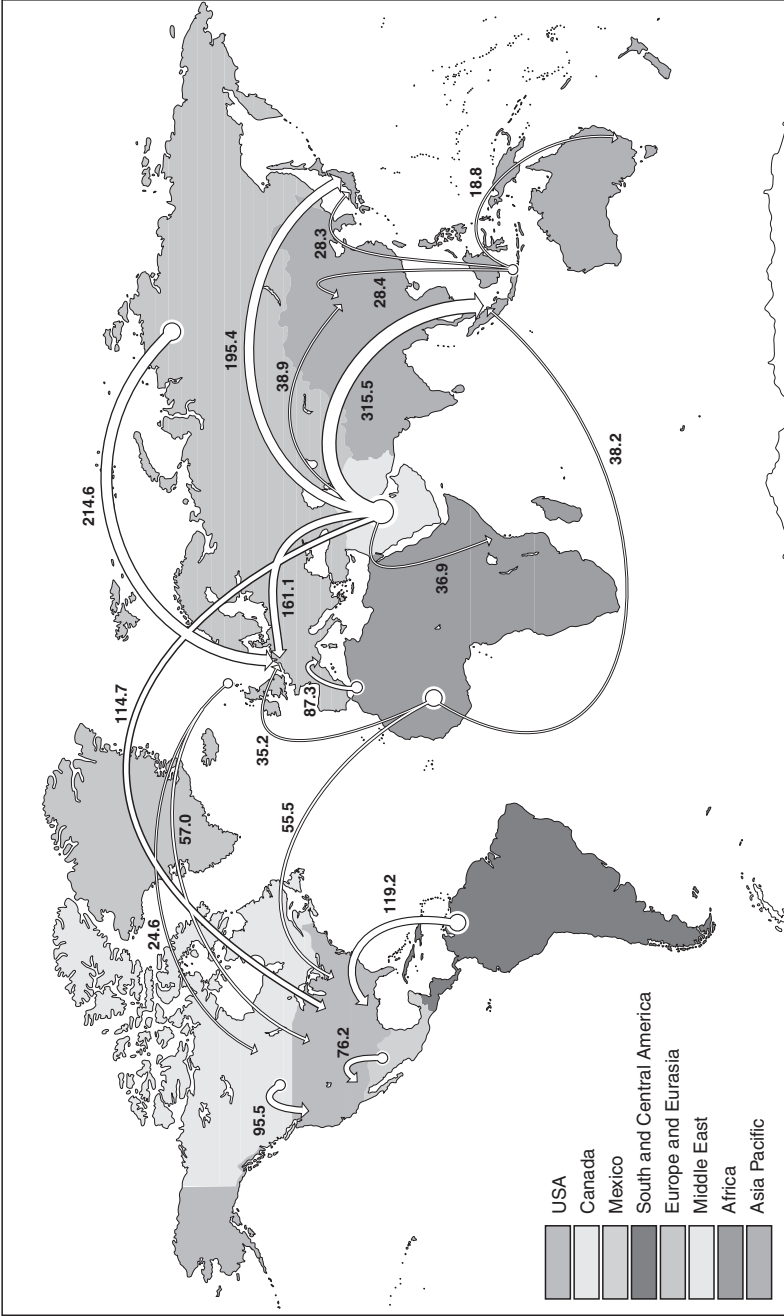 214.6
195.4
28.3
18.8
38.9
28.4
315.5
114.7
161.1
38.2
36.9
87.3
35.2
57.0
24.6
55.5
119.2
76.2
95.5
USA
Canada
Mexico
South and Central America
Europe and Eurasia
Middle East
Africa
Asia Pacific